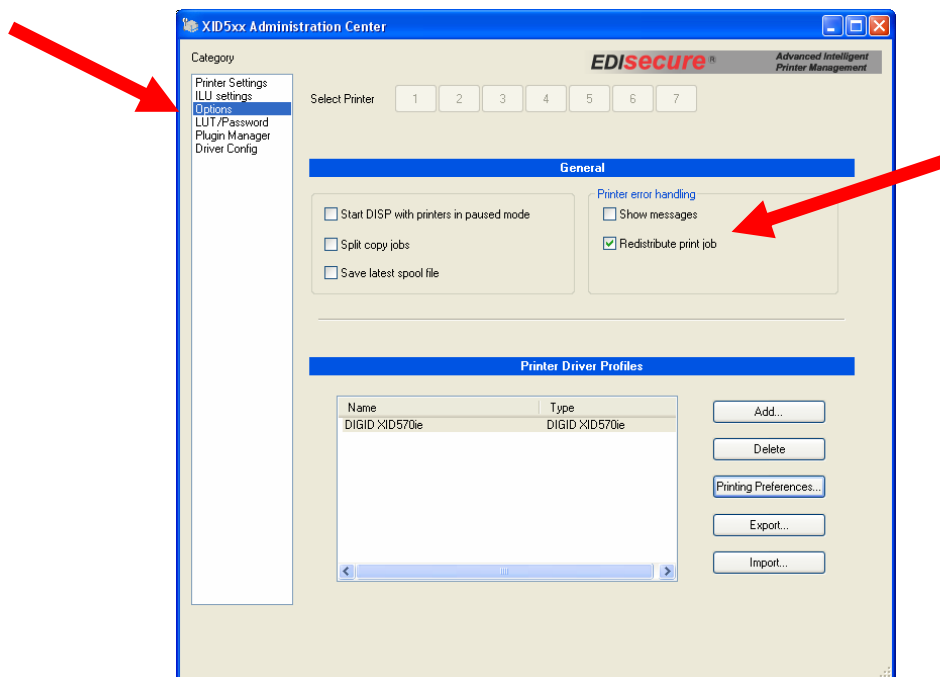 XID5xx Administration Center
Category
EDIsecure ®
Advanced Intelligent
Printer Management
Printer Settings
ILU settings
Options
LUT/Password
Plugin Manager
Driver Config
Select Printer 1 2 3 4 5 6 7
General
Printer error handling
Start DISP with printers in paused mode
Show messages
Split copy jobs
Redistribute print job
Save latest spool file
Printer Driver Profiles
Name Type
DIGID XID570ie DIGID XID570ie
Add...
Delete
Printing Preferences...
Export...
Import...